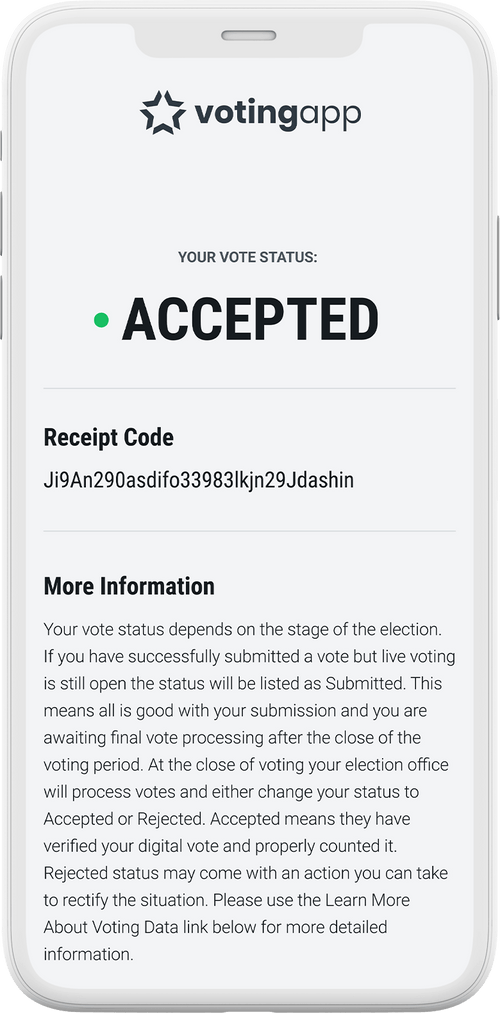 votingapp
YOUR VOTE STATUS:
ACCEPTED
Receipt Code
Ji9An290asdifo33983lkjn29Jdashin
More Information
Your vote status depends on the stage of the election.
If you have successfully submitted a vote but live voting
is still open the status will be listed as Submitted. This
means all is good with your submission and you are
awaiting final vote processing after the close of the
voting period. At the close of voting your election office
will process votes and either change your status to
Accepted or Rejected. Accepted means they have
verified your digital vote and properly counted it.
Rejected status may come with an action you can take
to rectify the situation. Please use the Learn More
About Voting Data link below for more detailed
information.